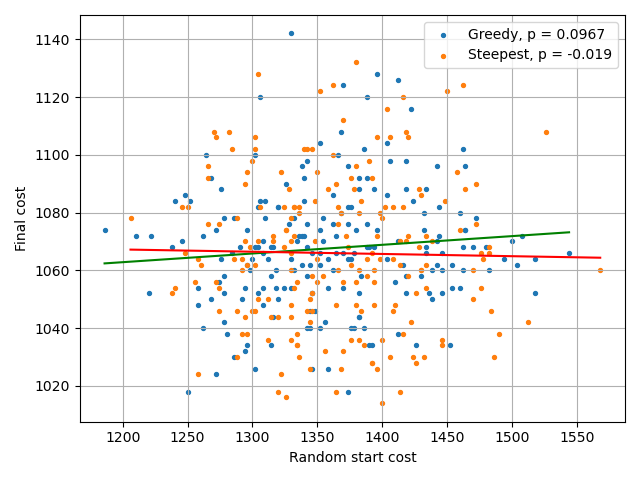 Greedy, p = 0.0967
Steepest, p = -0.019
Final cost
1140
1120
1100
1080
1060
1040
1020
1200 1250 1300 1350 1400 1450 1500 1550
Random start cost